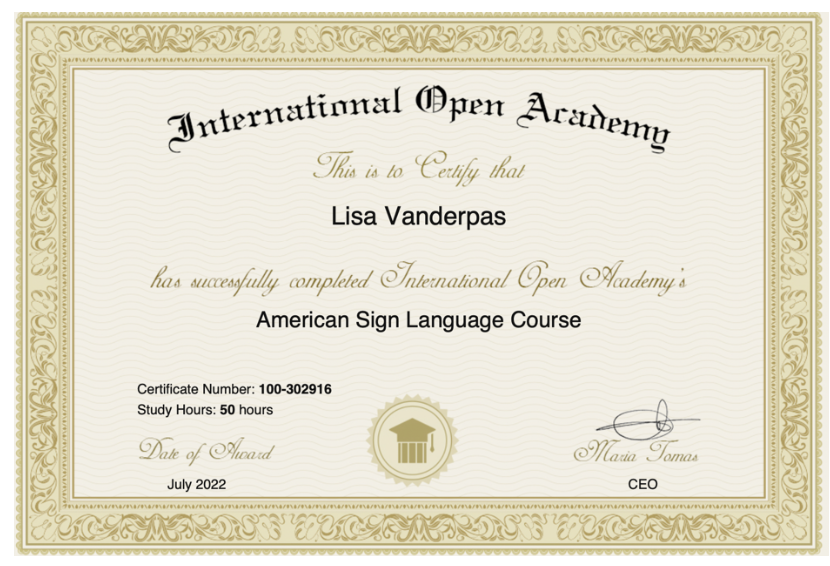 International Open Academy
This is to Certify that
Lisa Vanderpas
has successfully completed International Open Academy's
American Sign Language Course
Certificate Number: 100-302916
Study Hours: 50 hours
Date of Award
July 2022
Maria Tomas
CEO